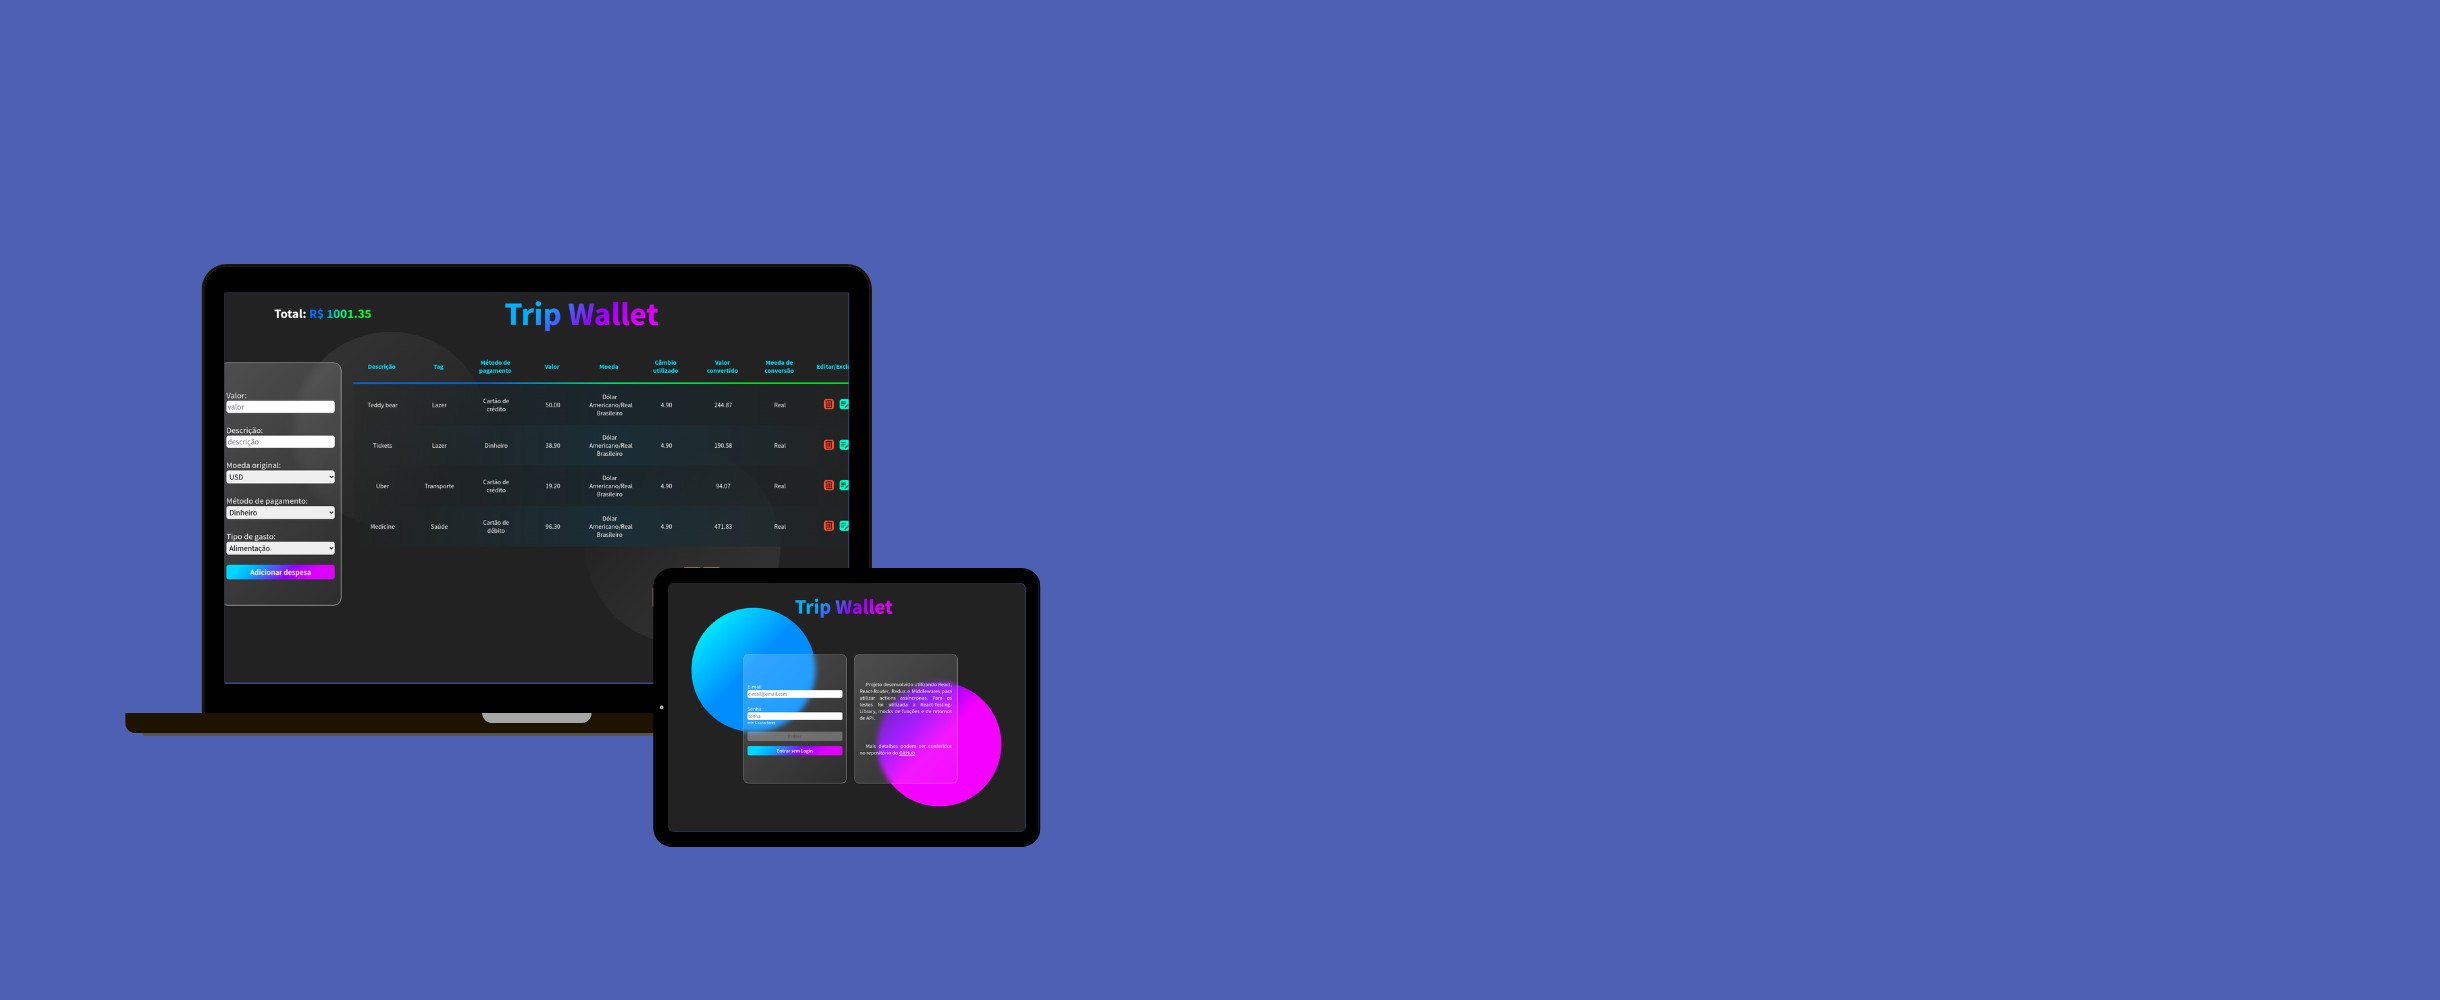 Total: R$ 1001.35
Trip Wallet
Valor:
valor
Descrição:
descrição
Moeda original:
USD
Método de pagamento:
Dinheiro
Tipo de gasto:
Alimentação
Adicionar despesa
Descrição Tag Método de pagamento Valor Moeda Câmbio utilizado Valor convertido Moeda de conversão Editar/Excl
Teddy bear Lazer Cartão de crédito 50.00 Dólar Americano/Real Brasileiro 4.90 244.87 Real
Tickets Lazer Dinheiro 38.90 Dólar Americano/Real Brasileiro 4.90 190.58 Real
Uber Transporte Cartão de crédito 19.20 Dólar Americano/Real Brasileiro 4.90 94.07 Real
Medicine Saúde Cartão de débito 96.30 Dólar Americano/Real Brasileiro 4.90 471.83 Real
Trip Wallet
E-mail:
e-mail@email.com
Senha
senha
Entrar sem Login
Projeto desenvolvido utilizando React,
React-Router, Redux e Middlewares para
utilizar actions assíncronas. Para os
testes foi utilizada a React-Testing-
Library, mocks de funções e de retornos
de API.
Mais detalhes podem ser conferidos
no repositório do GitHub